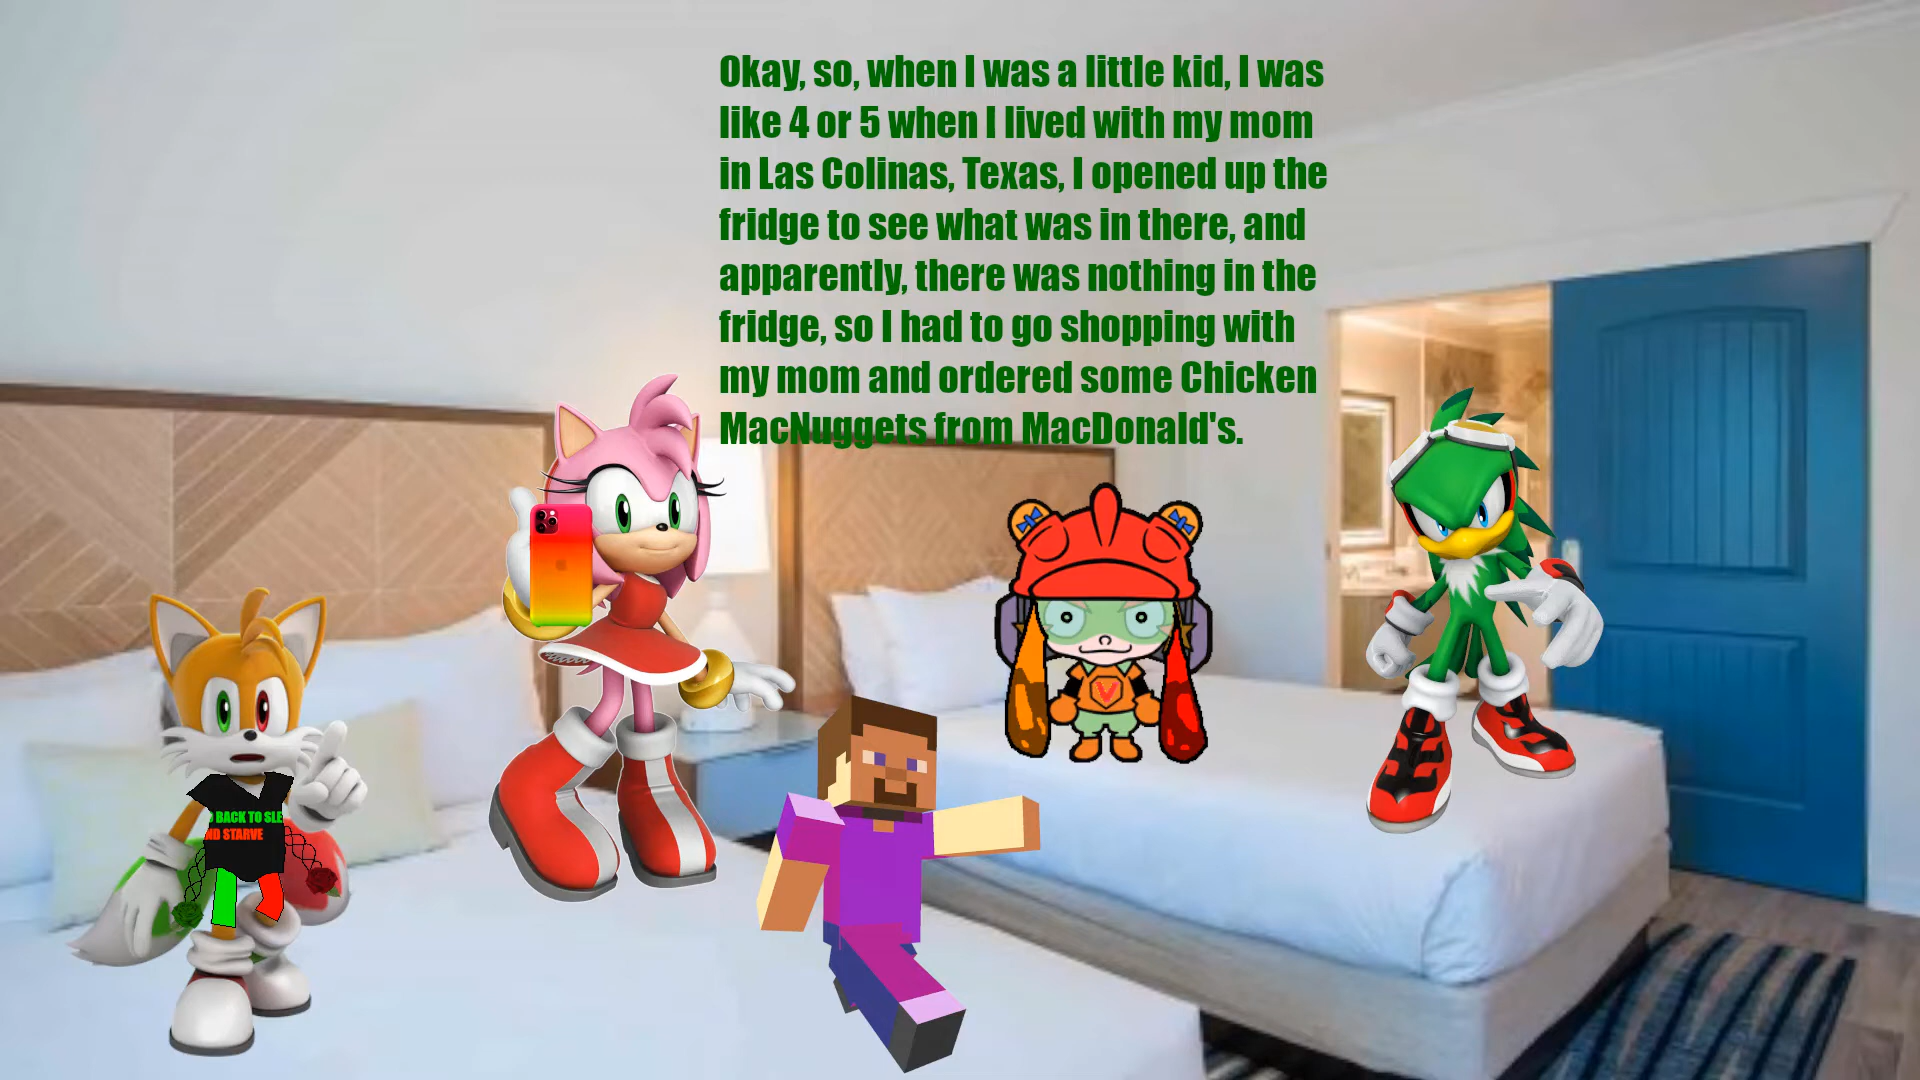 Okay, so, when I was a little kid, I was
like 4 or 5 when I lived with my mom
in Las Colinas, Texas, I opened up the
fridge to see what was in there, and
apparently, there was nothing in the
fridge, so I had to go shopping with
my mom and ordered some Chicken
MacNuggets from MacDonald's.
V
BACK TO SLE
ND STARVE